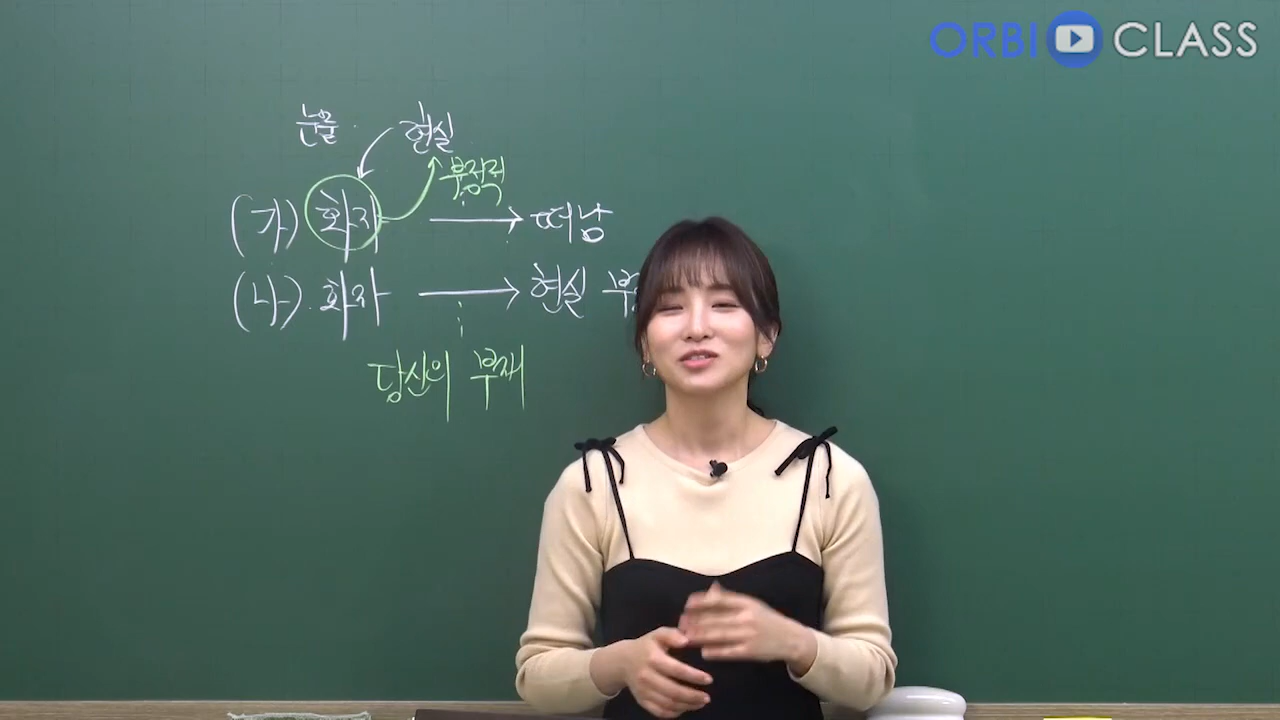 ORBI CLASS
눈물 현실
부정적
(가) 화자 → 떠남
(나) 화자 → 현실
당신의 부재